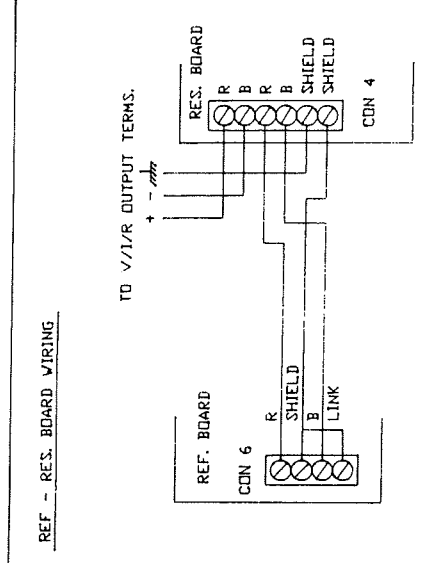 REF - RES. BOARD WIRING
TO V/I/R OUTPUT TERMS.
+ -
REF. BOARD
CON 6
R
SHIELD
B
LINK
RES. BOARD
R
B
R
B
SHIELD
SHIELD
CON 4